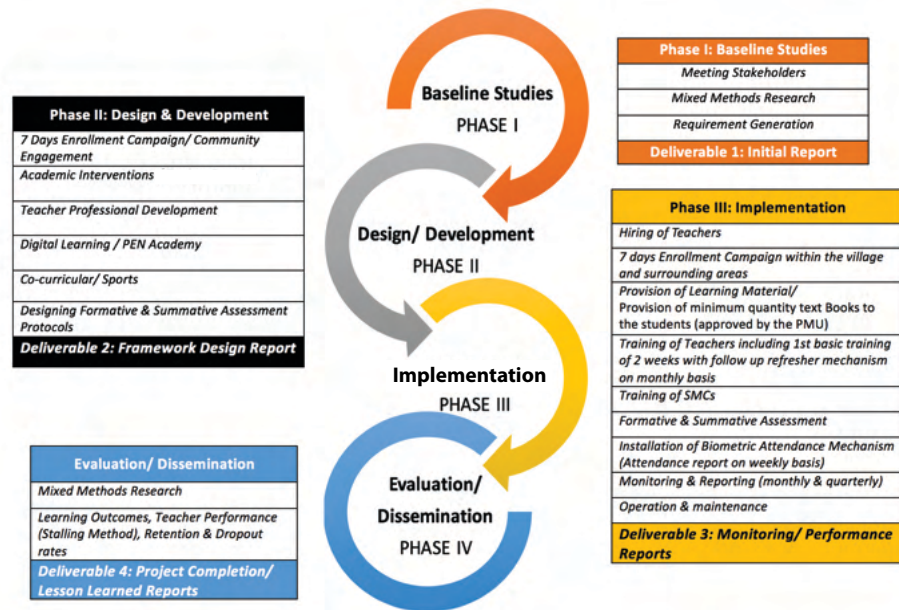 Baseline Studies
PHASE I
Phase I: Baseline Studies
Meeting Stakeholders
Mixed Methods Research
Requirement Generation
Deliverable 1: Initial Report
Phase II: Design & Development
7 Days Enrollment Campaign/ Community
Engagement
Academic Interventions
Teacher Professional Development
Digital Learning / PEN Academy
Co-curricular/ Sports
Designing Formative & Summative Assessment
Protocols
Deliverable 2: Framework Design Report
Design/ Development
PHASE II
Phase III: Implementation
Hiring of Teachers
7 days Enrollment Campaign within the village
and surrounding areas
Provision of Learning Material/
Provision of minimum quantity text Books to
the students (approved by the PMU)
Training of Teachers including 1st basic training
of 2 weeks with follow up refresher mechanism
on monthly basis
Training of SMCs
Formative & Summative Assessment
Installation of Biometric Attendance Mechanism
(Attendance report on weekly basis)
Monitoring & Reporting (monthly & quarterly)
Operation & maintenance
Deliverable 3: Monitoring/ Performance
Reports
Implementation
PHASE III
Evaluation/ Dissemination
Mixed Methods Research
Learning Outcomes, Teacher Performance
(Stalling Method), Retention & Dropout
rates
Deliverable 4: Project Completion/
Lesson Learned Reports
Evaluation/
Dissemination
PHASE IV